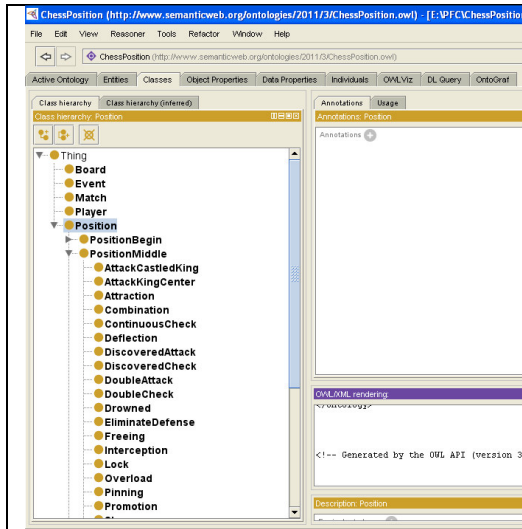 ChessPosition (http://www.semanticweb.org/ontologies/2011/3/ChessPosition.owl) - [E:\PFC\ChessPosition
File Edit View Reasoner Tools Refactor Window Help
ChessPosition (http://www.semanticweb.org/ontologies/2011/3/ChessPosition.owl)
Active Ontology Entities Classes Object Properties Data Properties Individuals OWLViz DL Query OntoGraf
Class hierarchy Class hierarchy (inferred)
Class hierarchy: Position
Thing
Board
Event
Match
Player
Position
PositionBegin
PositionMiddle
AttackCastledKing
AttackKingCenter
Attraction
Combination
ContinuousCheck
Deflection
DiscoveredAttack
DiscoveredCheck
DoubleAttack
DoubleCheck
Drowned
EliminateDefense
Freeing
Interception
Lock
Overload
Pinning
Promotion
Annotations Usage
Annotations: Position
Annotations
OWL/XML rendering:
</Ontology>
<!-- Generated by the OWL API (version 3
Description: Position